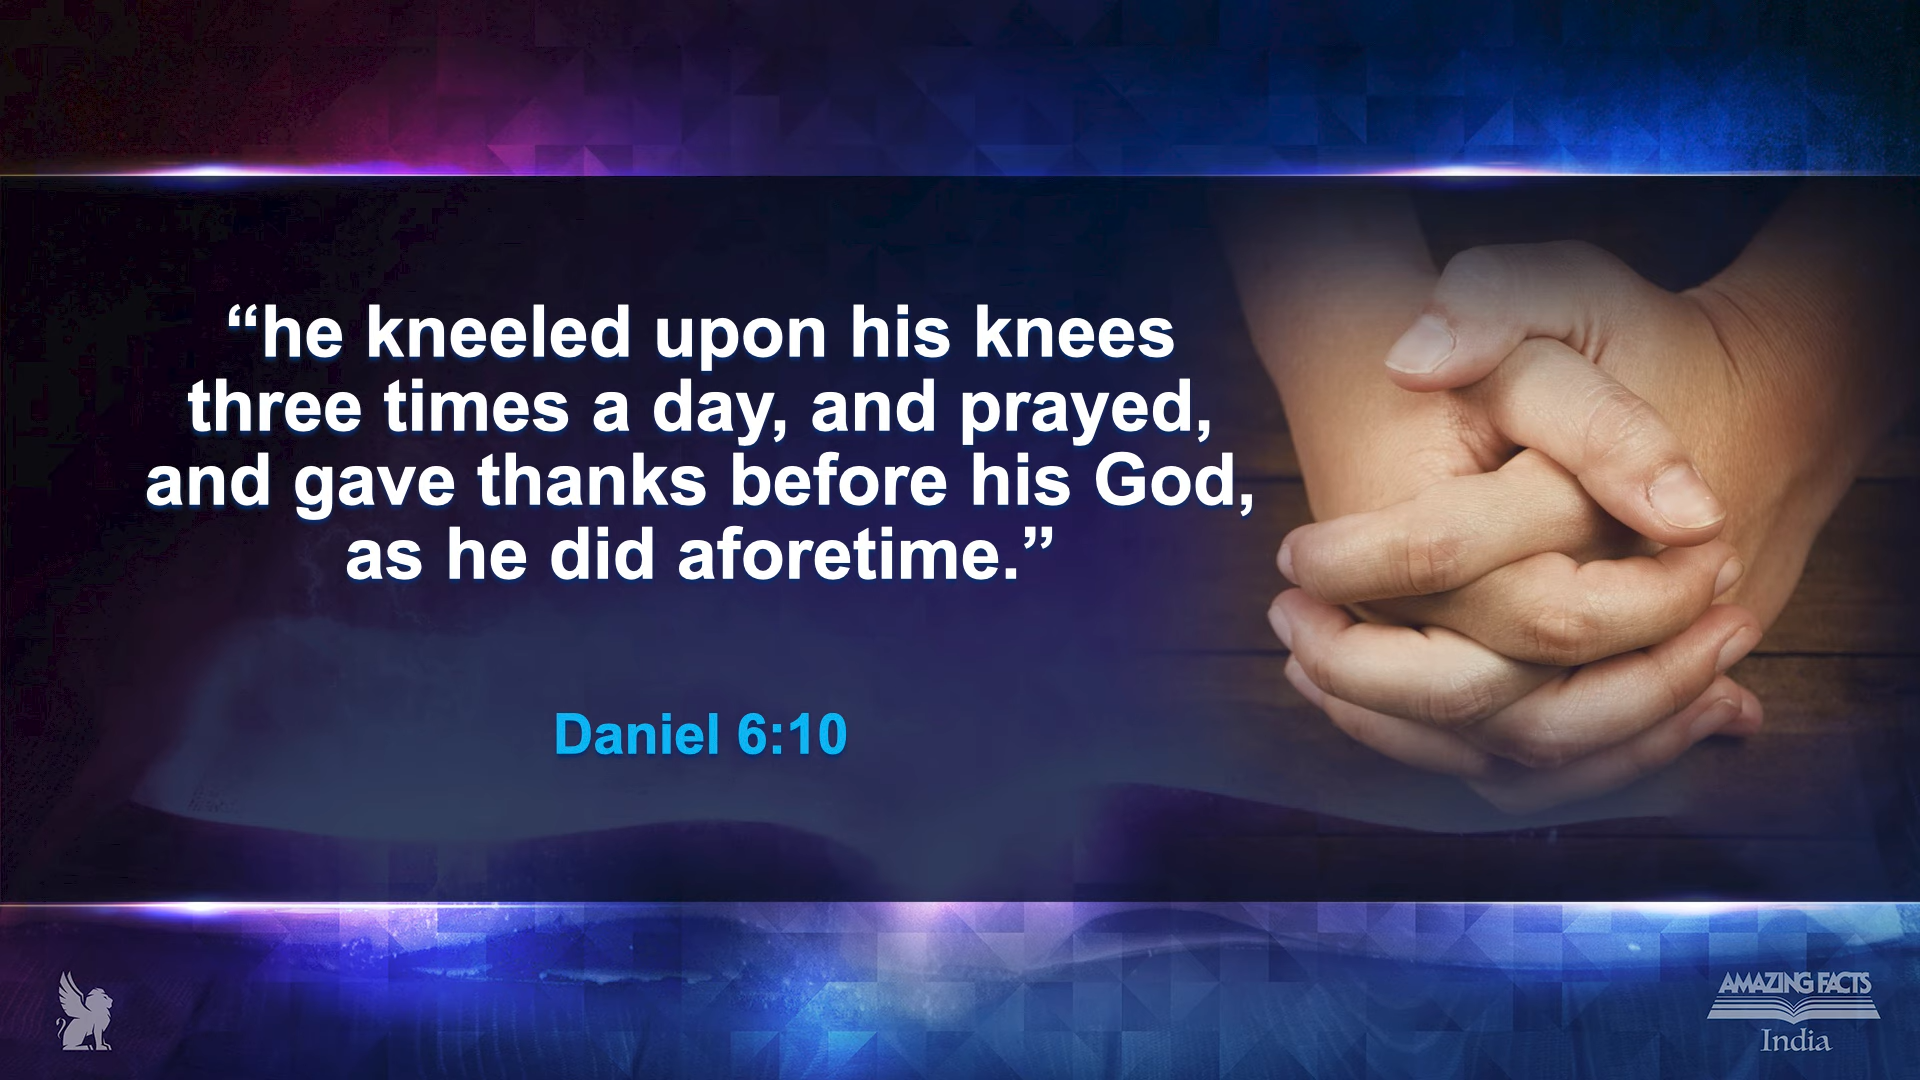 “he kneeled upon his knees
three times a day, and prayed,
and gave thanks before his God,
as he did aforetime.”
Daniel 6:10
AMAZING FACTS
India